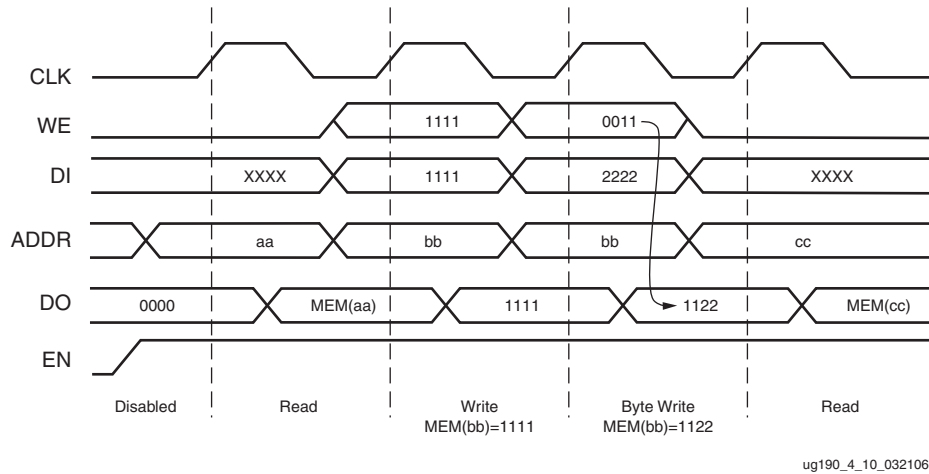 CLK
WE 1111 0011
DI XXXX 1111 2222 XXXX
ADDR aa bb bb cc
DO 0000 MEM(aa) 1111 1122 MEM(cc)
EN
Disabled Read Write Byte Write Read
MEM(bb)=1111 MEM(bb)=1122
ug190_4_10_032106